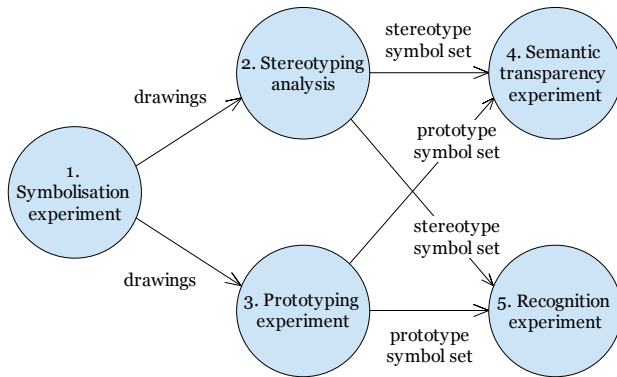 1.
Symbolisation
experiment
drawings
drawings
2. Stereotyping
analysis
3. Prototyping
experiment
stereotype
symbol set
prototype
symbol set
stereotype
symbol set
prototype
symbol set
4. Semantic
transparency
experiment
5. Recognition
experiment